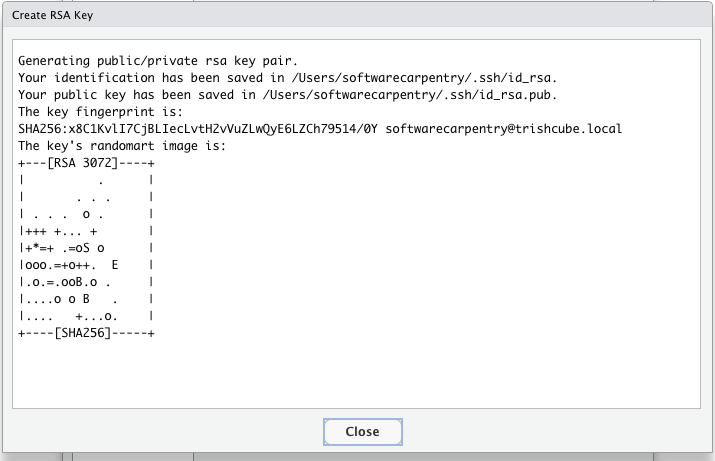 Create RSA Key
Generating public/private rsa key pair.
Your identification has been saved in /Users/softwarecarpentry/.ssh/id_rsa.
Your public key has been saved in /Users/softwarecarpentry/.ssh/id_rsa.pub.
The key fingerprint is:
SHA256:x8C1KvlI7CjBLIecLvtH2vVuZLwQyE6LZCh79514/0Y softwarecarpentry@trishcube.local
The key's randomart image is:
+---[RSA 3072]----+
|          .      |
|       . . .     |
| . . .  o .      |
|+++ +... +       |
|+*=+ .=oS o      |
|ooo.=+o++.  E    |
|.o.=.ooB.o .     |
|....o o B   .    |
|....   +...o.    |
+----[SHA256]-----+
Close